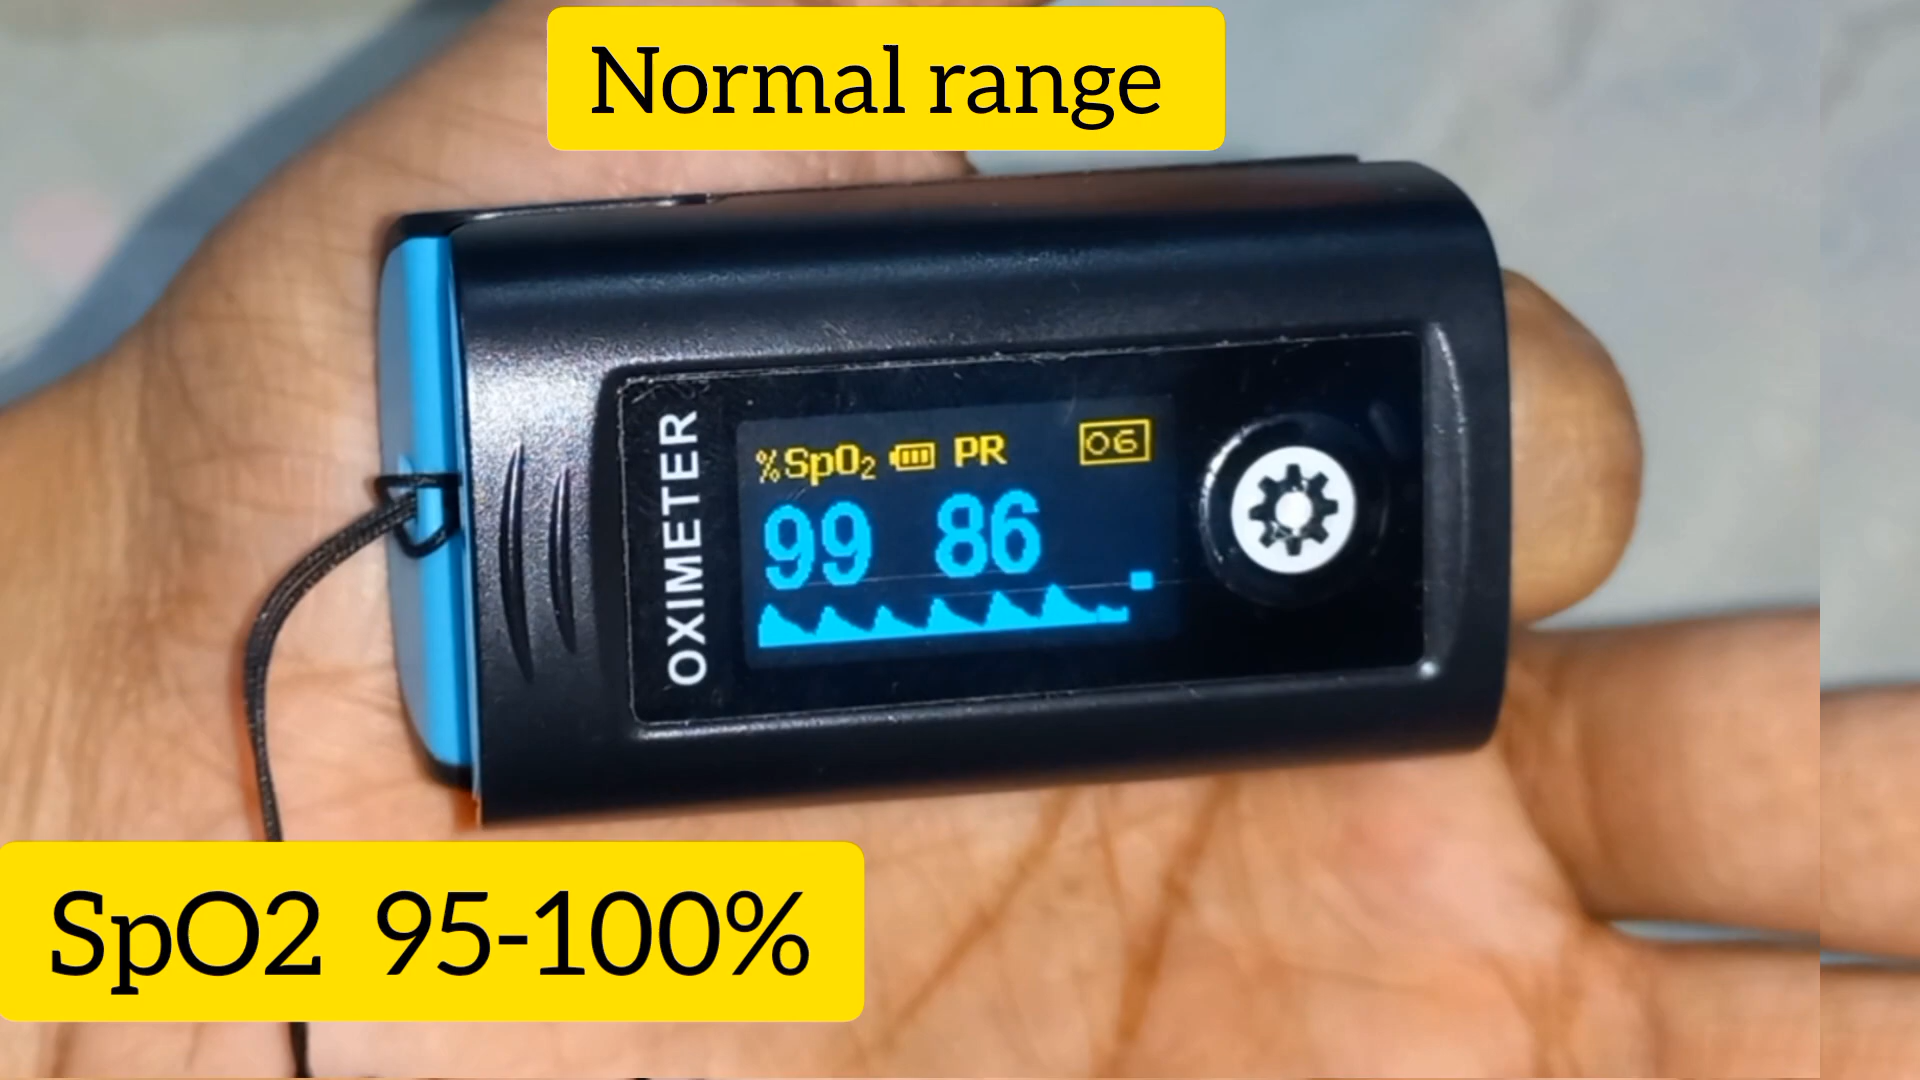 Normal range
OXIMETER
%SpO₂ PR 06
99 86
SpO2 95-100%